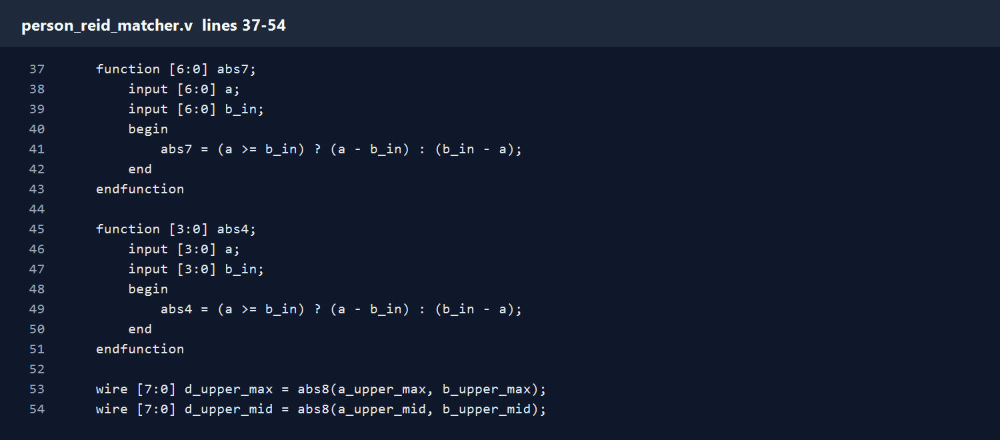 person_reid_matcher.v  lines 37-54
37      function [6:0] abs7;
38          input [6:0] a;
39          input [6:0] b_in;
40          begin
41              abs7 = (a >= b_in) ? (a - b_in) : (b_in - a);
42          end
43      endfunction
44
45      function [3:0] abs4;
46          input [3:0] a;
47          input [3:0] b_in;
48          begin
49              abs4 = (a >= b_in) ? (a - b_in) : (b_in - a);
50          end
51      endfunction
52
53      wire [7:0] d_upper_max = abs8(a_upper_max, b_upper_max);
54      wire [7:0] d_upper_mid = abs8(a_upper_mid, b_upper_mid);